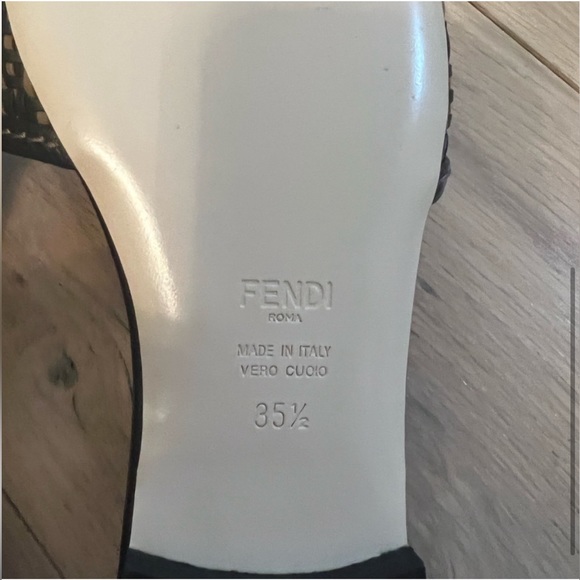 FENDI
ROMA
MADE IN ITALY
VERO CUOIO
35½